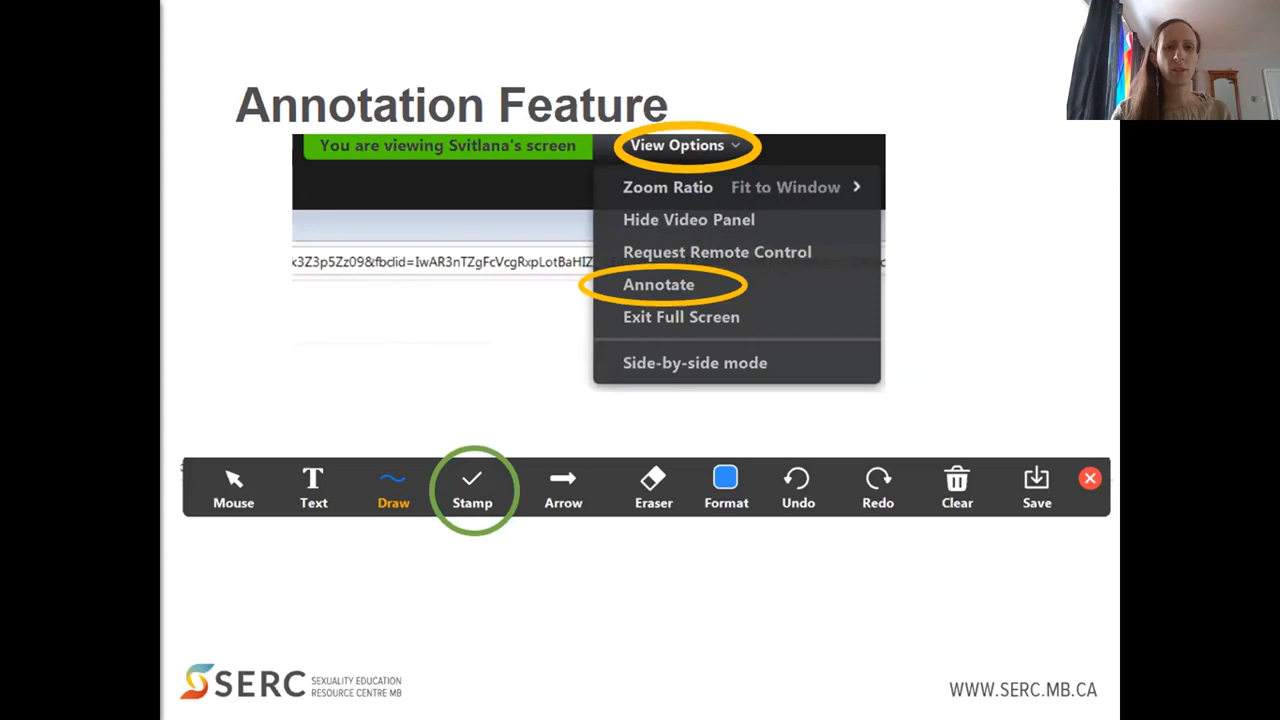 Annotation Feature
You are viewing Svitlana's screen
View Options
Zoom Ratio Fit to Window
Hide Video Panel
Request Remote Control
k3Z3p5Zz09&fbclid=IwAR3nTZgFcVcgRxpLotBaHIZ
Annotate
Exit Full Screen
Side-by-side mode
Mouse Text Draw Stamp Arrow Eraser Format Undo Redo Clear Save
SERC SEXUALITY EDUCATION
RESOURCE CENTRE MB
WWW.SERC.MB.CA